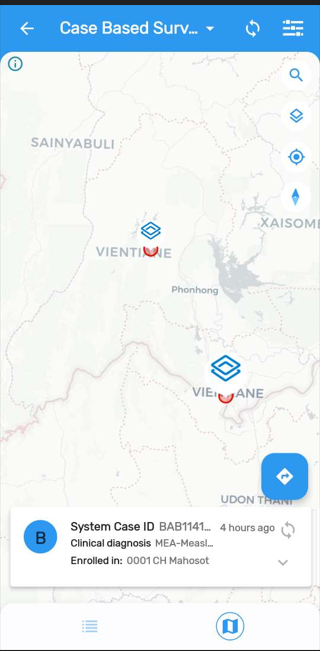 Case Based Surv...
SAINYABULI
XAISOME
VIENTIANE
Phonhong
VIENTIANE
UDON THANI
System Case ID BAB1141... 4 hours ago
B
Clinical diagnosis MEA-Measl...
Enrolled in: 0001 CH Mahosot